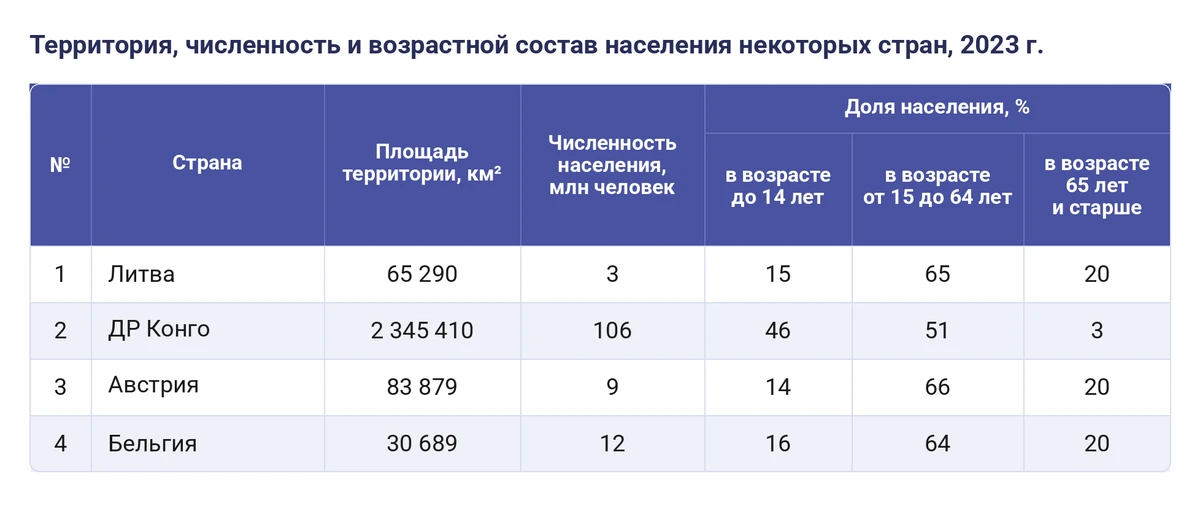 Территория, численность и возрастной состав населения некоторых стран, 2023 г.
№
Страна
Площадь
территории, км²
Численность
населения,
млн человек
Доля населения, %
в возрасте
до 14 лет
в возрасте
от 15 до 64 лет
в возрасте
65 лет
и старше
1 Литва 65 290 3 15 65 20
2 ДР Конго 2 345 410 106 46 51 3
3 Австрия 83 879 9 14 66 20
4 Бельгия 30 689 12 16 64 20